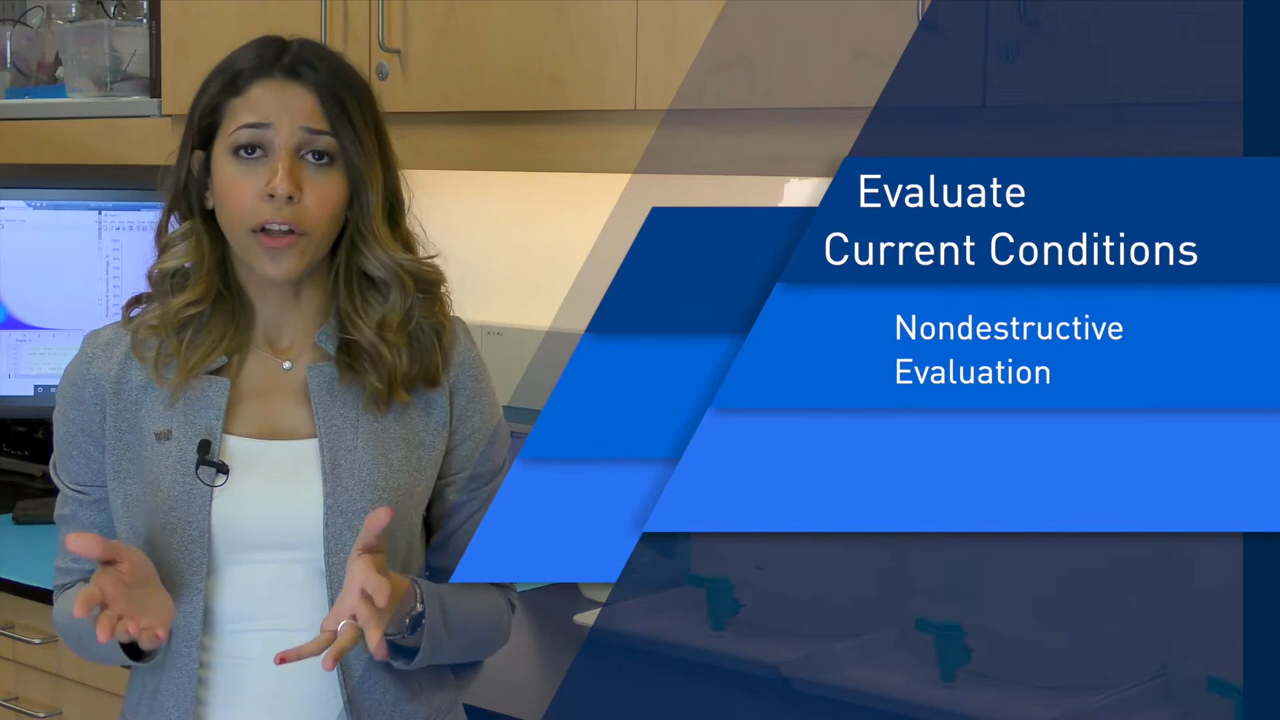 Evaluate
Current Conditions
Nondestructive
Evaluation